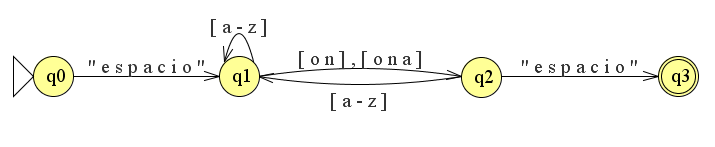 [a-z]
"espacio"
[on],[ona]
"espacio"
q0
q1
q2
q3
[a-z]